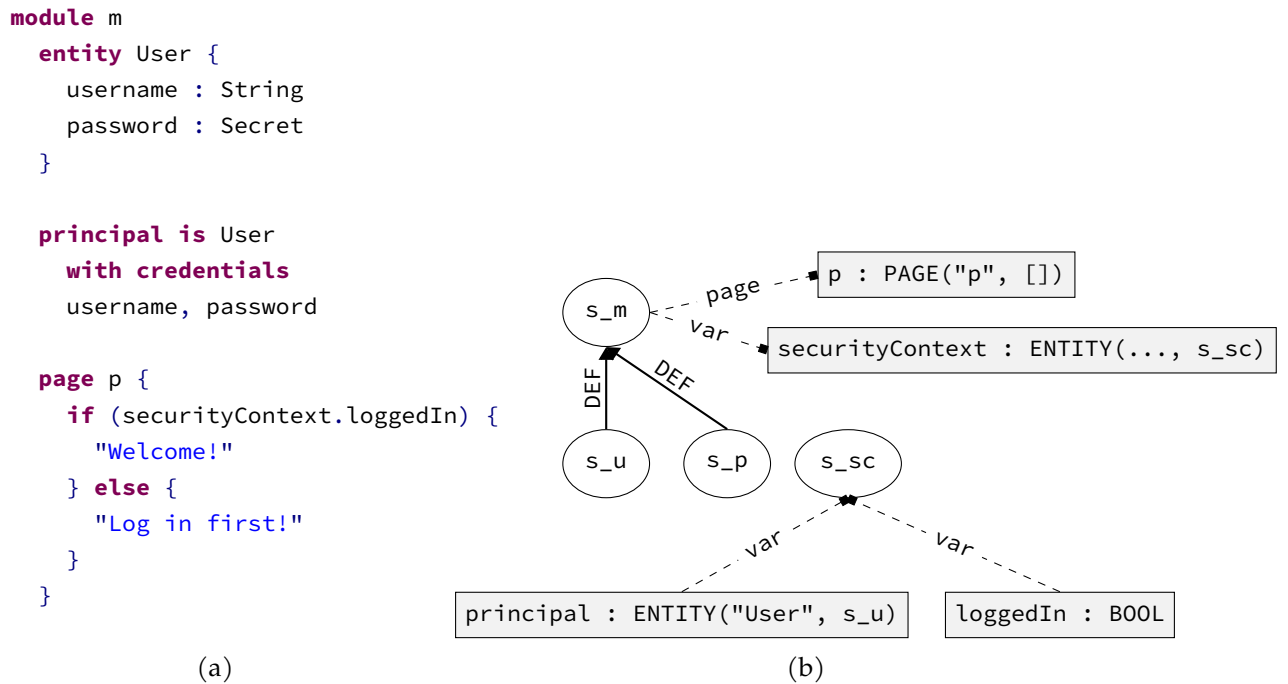 module m
entity User {
username : String
password : Secret
}
principal is User
with credentials
username, password
page p {
if (securityContext.loggedIn) {
"Welcome!"
} else {
"Log in first!"
}
}
(a)
s_m
page
p : PAGE("p", [])
var
securityContext : ENTITY(..., s_sc)
DEF
DEF
s_u
s_p
s_sc
var
var
principal : ENTITY("User", s_u)
loggedIn : BOOL
(b)